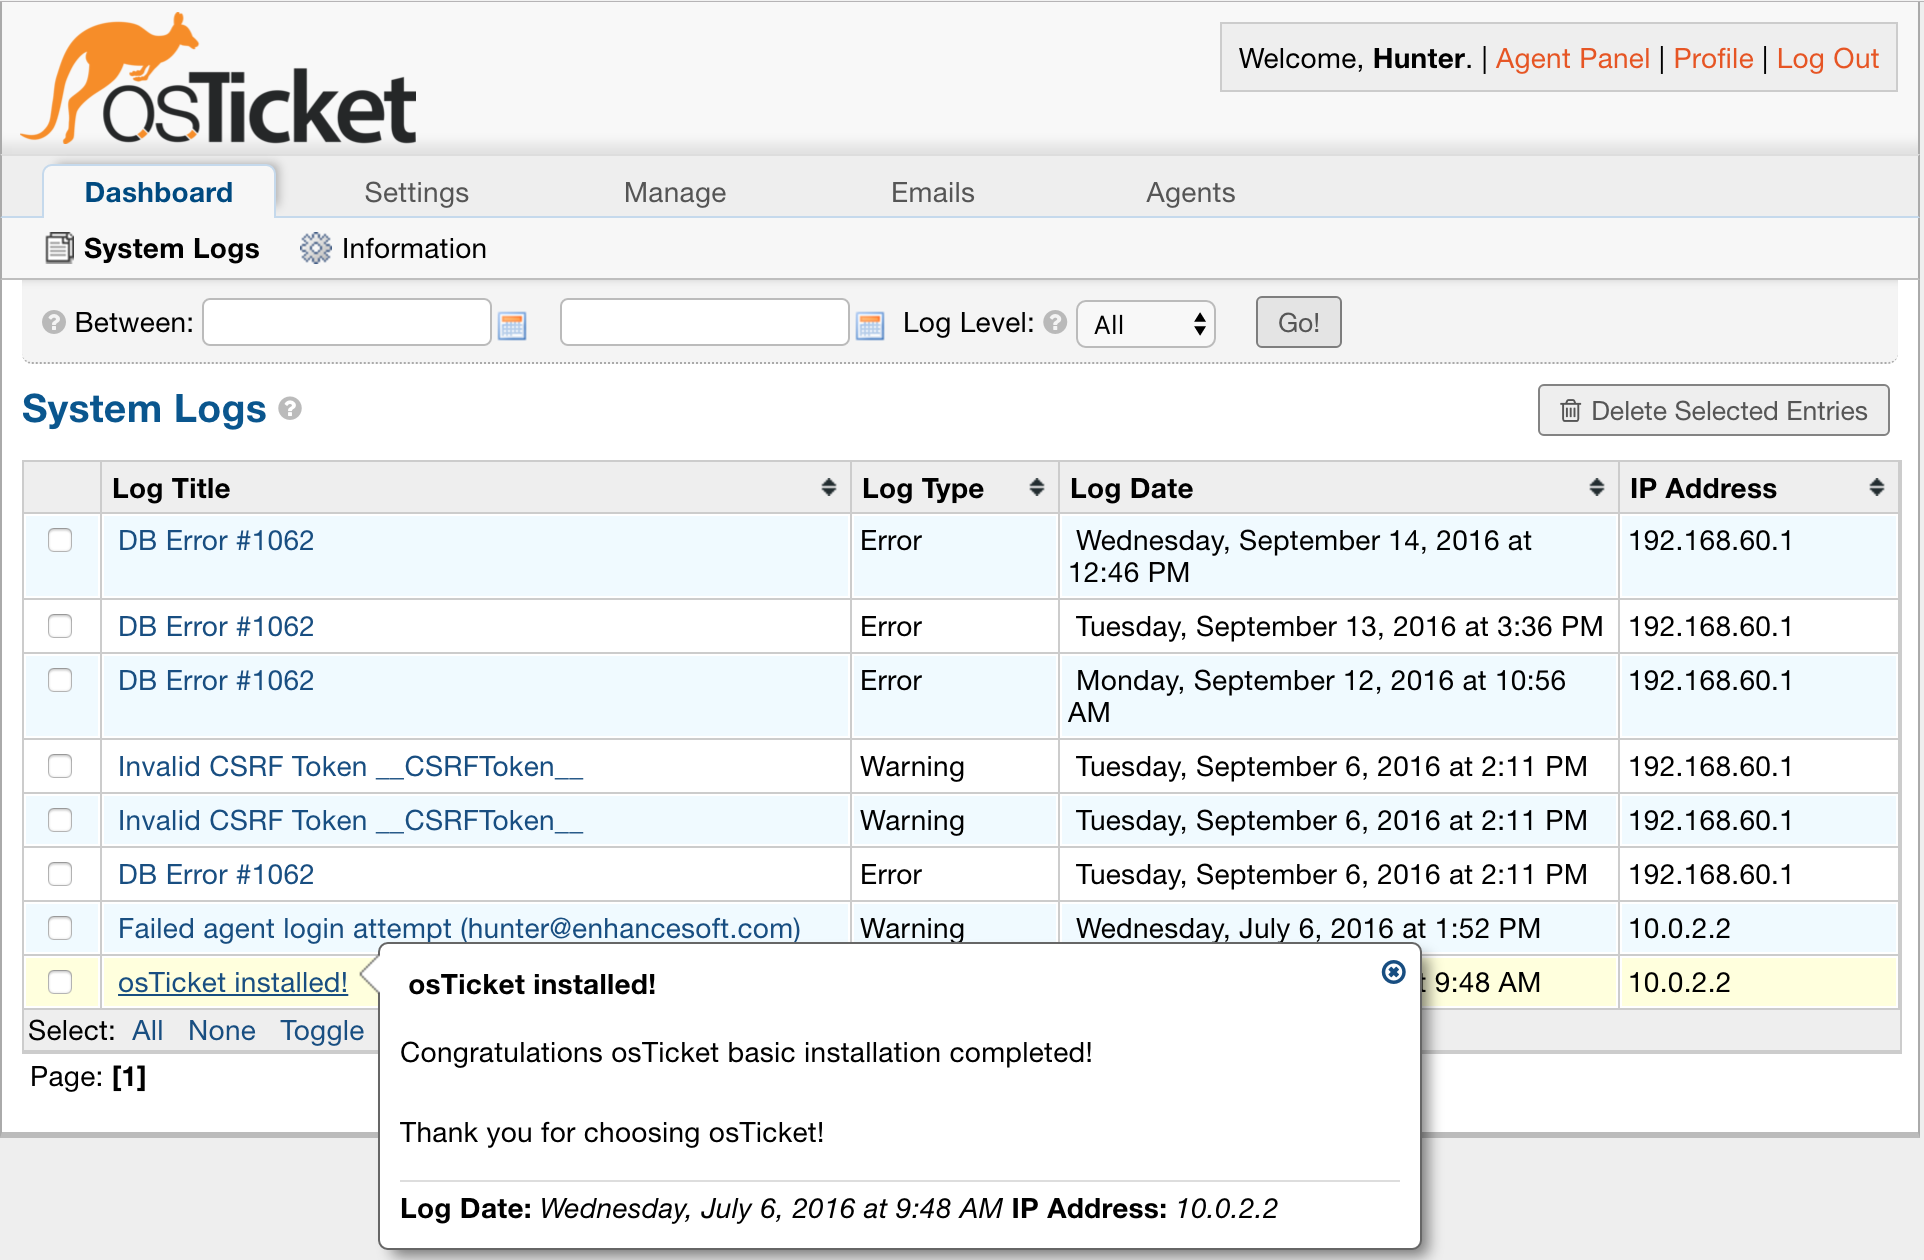 osTicket
Welcome, Hunter. | Agent Panel | Profile | Log Out
Dashboard Settings Manage Emails Agents
System Logs Information
Between: Log Level: All Go!
System Logs Delete Selected Entries
Log Title Log Type Log Date IP Address
DB Error #1062 Error Wednesday, September 14, 2016 at 192.168.60.1
12:46 PM
DB Error #1062 Error Tuesday, September 13, 2016 at 3:36 PM 192.168.60.1
DB Error #1062 Error Monday, September 12, 2016 at 10:56 192.168.60.1
AM
Invalid CSRF Token __CSRFToken__ Warning Tuesday, September 6, 2016 at 2:11 PM 192.168.60.1
Invalid CSRF Token __CSRFToken__ Warning Tuesday, September 6, 2016 at 2:11 PM 192.168.60.1
DB Error #1062 Error Tuesday, September 6, 2016 at 2:11 PM 192.168.60.1
Failed agent login attempt (hunter@enhancesoft.com) Warning Wednesday, July 6, 2016 at 1:52 PM 10.0.2.2
osTicket installed! 9:48 AM 10.0.2.2
Select: All None Toggle
Page: [1]
osTicket installed!
Congratulations osTicket basic installation completed!
Thank you for choosing osTicket!
Log Date: Wednesday, July 6, 2016 at 9:48 AM IP Address: 10.0.2.2